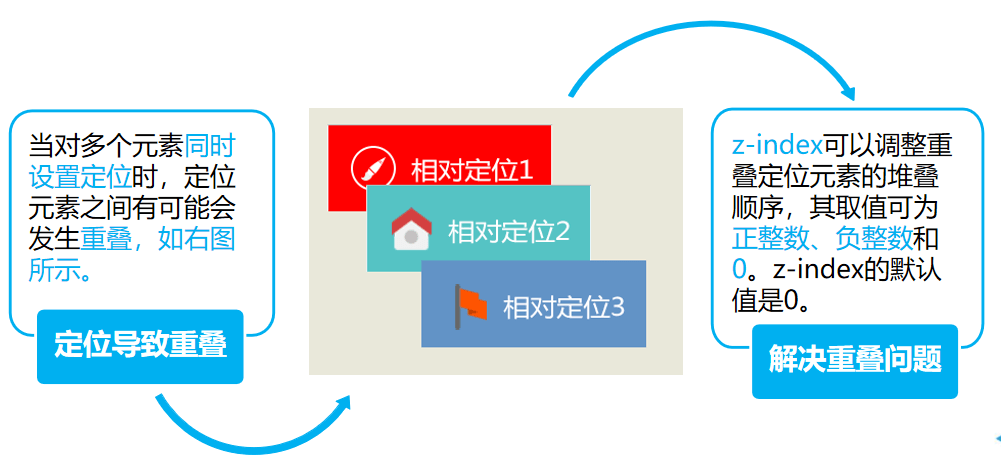 当对多个元素同时
设置定位时，定位
元素之间有可能会
发生重叠，如右图
所示。
定位导致重叠
相对定位1
相对定位2
相对定位3
z-index可以调整重
叠定位元素的堆叠
顺序，其取值可为
正整数、负整数和
0。z-index的默认
值是0。
解决重叠问题